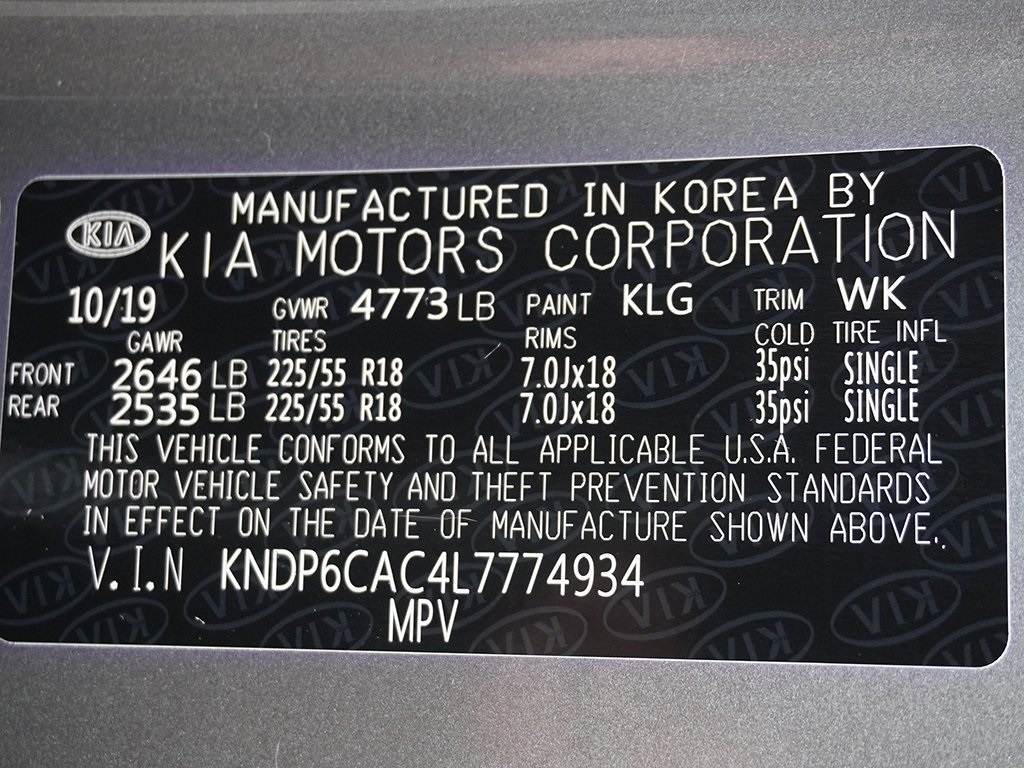 KIA MANUFACTURED IN KOREA BY
KIA MOTORS CORPORATION
10/19 GVWR 4773 LB PAINT KLG TRIM WK
GAWR TIRES RIMS COLD TIRE INFL
FRONT 2646 LB 225/55 R18 7.0Jx18 35psi SINGLE
REAR 2535 LB 225/55 R18 7.0Jx18 35psi SINGLE
THIS VEHICLE CONFORMS TO ALL APPLICABLE U.S.A. FEDERAL
MOTOR VEHICLE SAFETY AND THEFT PREVENTION STANDARDS
IN EFFECT ON THE DATE OF MANUFACTURE SHOWN ABOVE.
V.I.N KNDP6CAC4L7774934
MPV